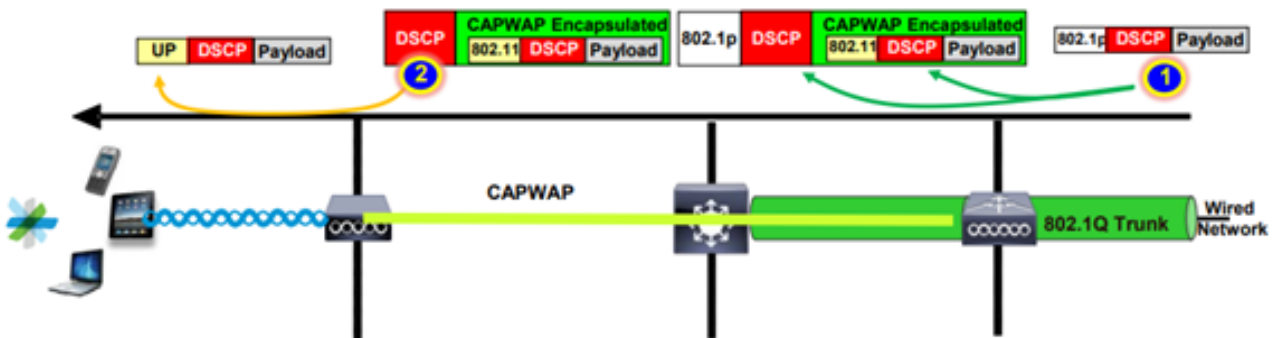 UP DSCP Payload
DSCP
CAPWAP Encapsulated
802.11 DSCP Payload
2
802.1p DSCP
CAPWAP Encapsulated
802.11 DSCP Payload
802.1p DSCP Payload
1
CAPWAP
802.1Q Trunk
Wired
Network